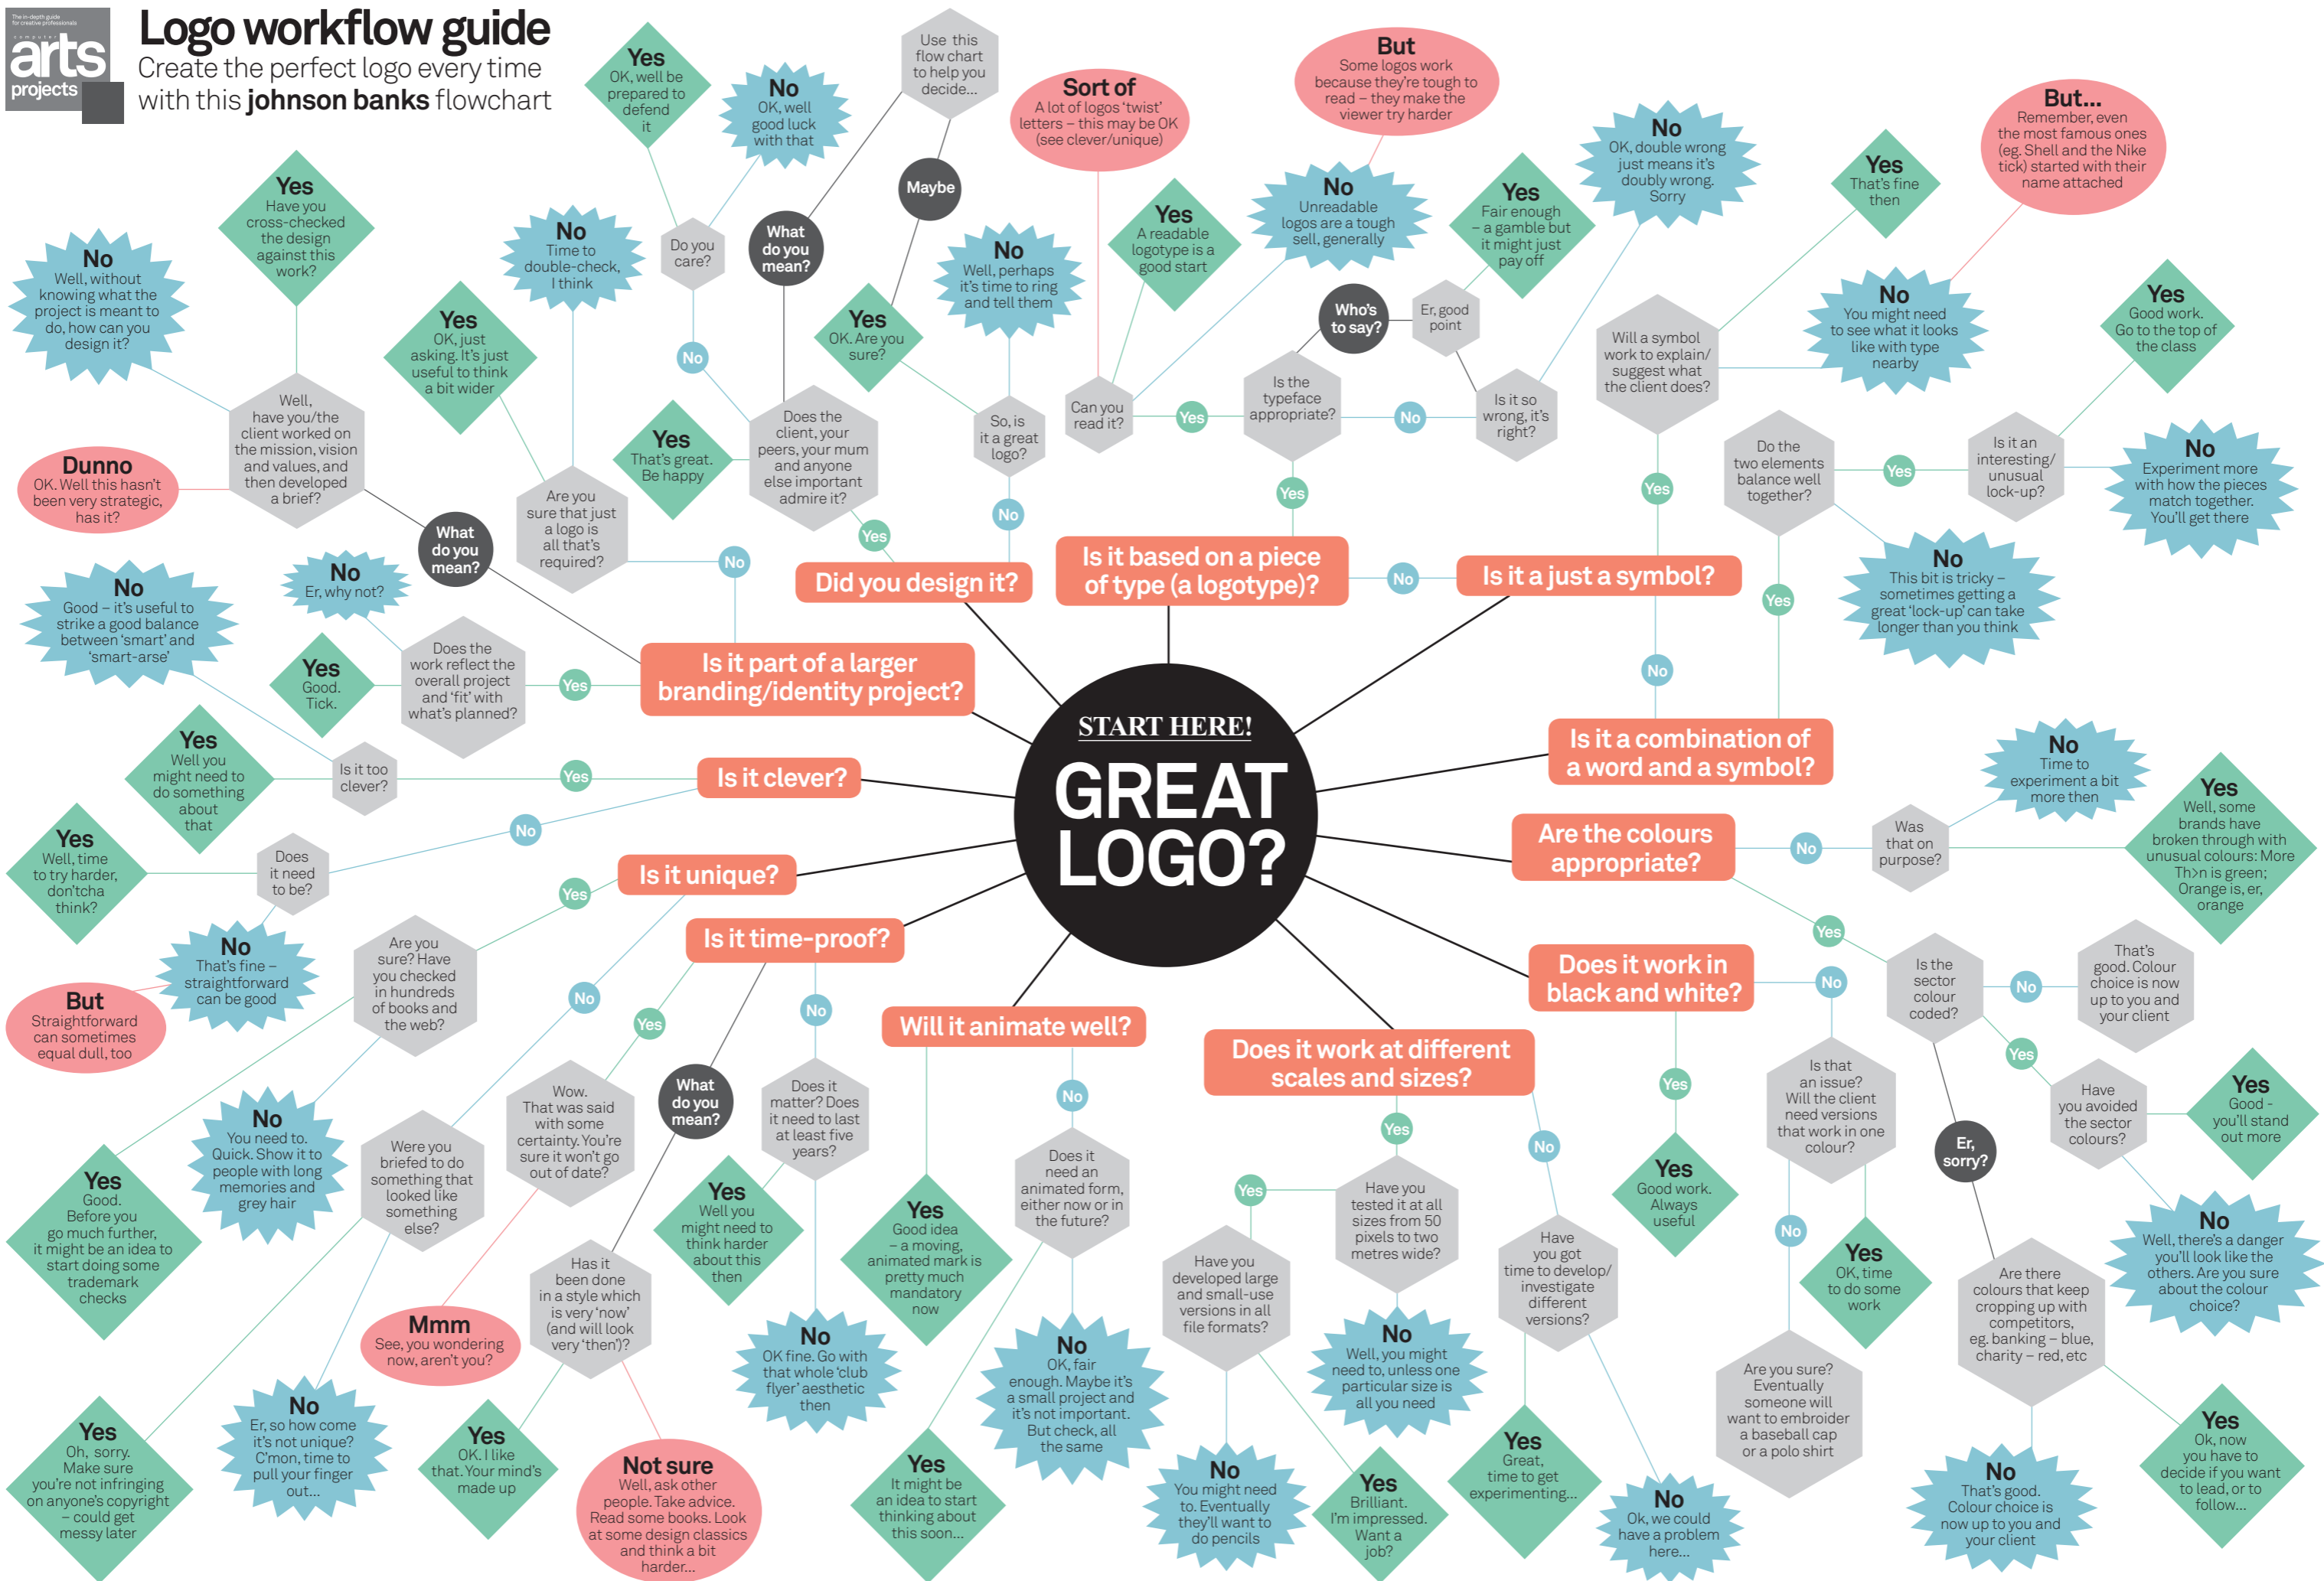 The in-depth guide
for creative professionals
computer
arts
projects
Logo workflow guide
Create the perfect logo every time
with this johnson banks flowchart
START HERE!
GREAT
LOGO?
Did you design it?
Yes
Does the
client, your
peers, your mum
and anyone
else important
admire it?
Yes
That's great.
Be happy
No
Do you
care?
Yes
OK, well be
prepared to
defend
it
No
OK, well
good luck
with that
What
do you
mean?
Use this
flow chart
to help you
decide...
Maybe
No
So, is
it a great
logo?
Yes
OK. Are you
sure?
No
Well, perhaps
it's time to ring
and tell them
Is it based on a piece
of type (a logotype)?
Yes
Is the
typeface
appropriate?
Yes
Can you
read it?
Sort of
A lot of logos 'twist'
letters – this may be OK
(see clever/unique)
Yes
A readable
logotype is a
good start
No
Unreadable
logos are a tough
sell, generally
But
Some logos work
because they're tough to
read – they make the
viewer try harder
Who's
to say?
Er, good
point
No
Is it so
wrong, it's
right?
Yes
Fair enough
– a gamble but
it might just
pay off
No
OK, double wrong
just means it's
doubly wrong.
Sorry
No
Is it a just a symbol?
Yes
Will a symbol
work to explain/
suggest what
the client does?
Yes
That's fine
then
No
You might need
to see what it looks
like with type
nearby
But...
Remember, even
the most famous ones
(eg. Shell and the Nike
tick) started with their
name attached
No
Is it a combination of
a word and a symbol?
Yes
Do the
two elements
balance well
together?
Yes
Is it an
interesting/
unusual
lock-up?
Yes
Good work.
Go to the top of
the class
No
Experiment more
with how the pieces
match together.
You'll get there
No
This bit is tricky –
sometimes getting a
great 'lock-up' can take
longer than you think
Are the colours
appropriate?
No
Was
that on
purpose?
No
Time to
experiment a bit
more then
Yes
Well, some
brands have
broken through with
unusual colours: More
Th>n is green;
Orange is, er,
orange
Yes
Is the
sector
colour
coded?
No
That's
good. Colour
choice is now
up to you and
your client
Yes
Have
you avoided
the sector
colours?
Yes
Good -
you'll stand
out more
No
Well, there's a danger
you'll look like the
others. Are you sure
about the colour
choice?
Er,
sorry?
Are there
colours that keep
cropping up with
competitors,
eg. banking – blue,
charity – red, etc
No
That's good.
Colour choice is
now up to you and
your client
Yes
Ok, now
you have to
decide if you want
to lead, or to
follow...
Does it work in
black and white?
Yes
Yes
Good work.
Always
useful
No
Is that
an issue?
Will the client
need versions
that work in one
colour?
Yes
OK, time
to do some
work
No
Are you sure?
Eventually
someone will
want to embroider
a baseball cap
or a polo shirt
Does it work at different
scales and sizes?
Yes
Have you
tested it at all
sizes from 50
pixels to two
metres wide?
No
Well, you might
need to, unless one
particular size is
all you need
Yes
Have you
developed large
and small-use
versions in all
file formats?
No
You might need
to. Eventually
they'll want to
do pencils
Yes
Brilliant.
I'm impressed.
Want a
job?
No
Have
you got
time to develop/
investigate
different
versions?
Yes
Great,
time to get
experimenting...
No
Ok, we could
have a problem
here...
Will it animate well?
Yes
Good idea
– a moving,
animated mark is
pretty much
mandatory
now
No
Does it
need an
animated form,
either now or in
the future?
Yes
It might be
an idea to start
thinking about
this soon...
No
OK, fair
enough. Maybe it's
a small project and
it's not important.
But check, all
the same
Is it time-proof?
Yes
Wow.
That was said
with some
certainty. You're
sure it won't go
out of date?
Mmm
See, you wondering
now, aren't you?
What
do you
mean?
Has it
been done
in a style which
is very 'now'
(and will look
very 'then')?
Yes
OK. I like
that. Your mind's
made up
Not sure
Well, ask other
people. Take advice.
Read some books. Look
at some design classics
and think a bit
harder...
No
Does it
matter? Does
it need to last
at least five
years?
Yes
Well you
might need to
think harder
about this
then
No
OK fine. Go with
that whole 'club
flyer' aesthetic
then
Is it unique?
Yes
Are you
sure? Have
you checked
in hundreds
of books and
the web?
Yes
Good.
Before you
go much further,
it might be an idea to
start doing some
trademark
checks
No
You need to.
Quick. Show it to
people with long
memories and
grey hair
No
Were you
briefed to do
something that
looked like
something
else?
Yes
Oh, sorry.
Make sure
you're not infringing
on anyone's copyright
– could get
messy later
No
Er, so how come
it's not unique?
C'mon, time to
pull your finger
out...
Is it clever?
Yes
Is it too
clever?
No
Good – it's useful to
strike a good balance
between 'smart' and
'smart-arse'
Yes
Well you
might need to
do something
about
that
No
Does
it need
to be?
Yes
Well, time
to try harder,
don'tcha
think?
No
That's fine –
straightforward
can be good
But
Straightforward
can sometimes
equal dull, too
Is it part of a larger
branding/identity project?
Yes
Does the
work reflect the
overall project
and 'fit' with
what's planned?
No
Er, why not?
Yes
Good.
Tick.
What
do you
mean?
Well,
have you/the
client worked on
the mission, vision
and values, and
then developed
a brief?
Yes
Have you
cross-checked
the design
against this
work?
No
Well, without
knowing what the
project is meant to
do, how can you
design it?
Dunno
OK. Well this hasn't
been very strategic,
has it?
No
Are you
sure that just
a logo is
all that's
required?
Yes
OK, just
asking. It's just
useful to think
a bit wider
No
Time to
double-check,
I think